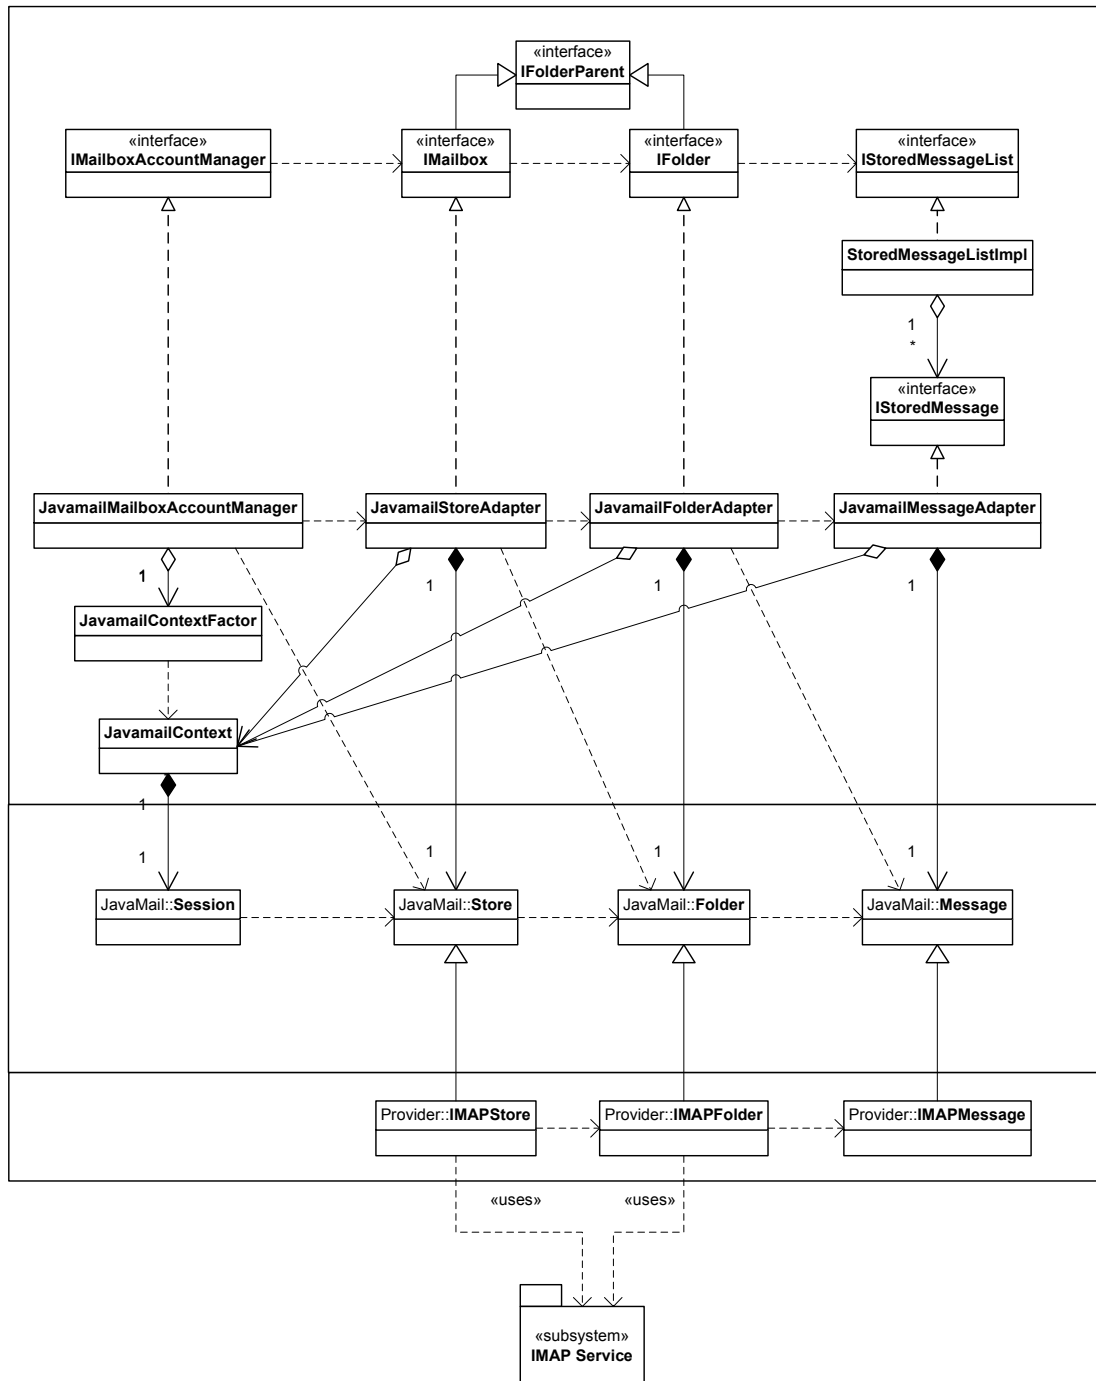 «interface»
IFolderParent
«interface»
IMailboxAccountManager
«interface»
IMailbox
«interface»
IFolder
«interface»
IStoredMessageList
StoredMessageListImpl
1
*
«interface»
IStoredMessage
JavamailMailboxAccountManager
JavamailStoreAdapter
JavamailFolderAdapter
JavamailMessageAdapter
1
1
1
1
1
JavamailContextFactor
JavamailContext
1
1
1
1
1
JavaMail::Session
JavaMail::Store
JavaMail::Folder
JavaMail::Message
Provider::IMAPStore
Provider::IMAPFolder
Provider::IMAPMessage
«uses»
«uses»
«subsystem»
IMAP Service